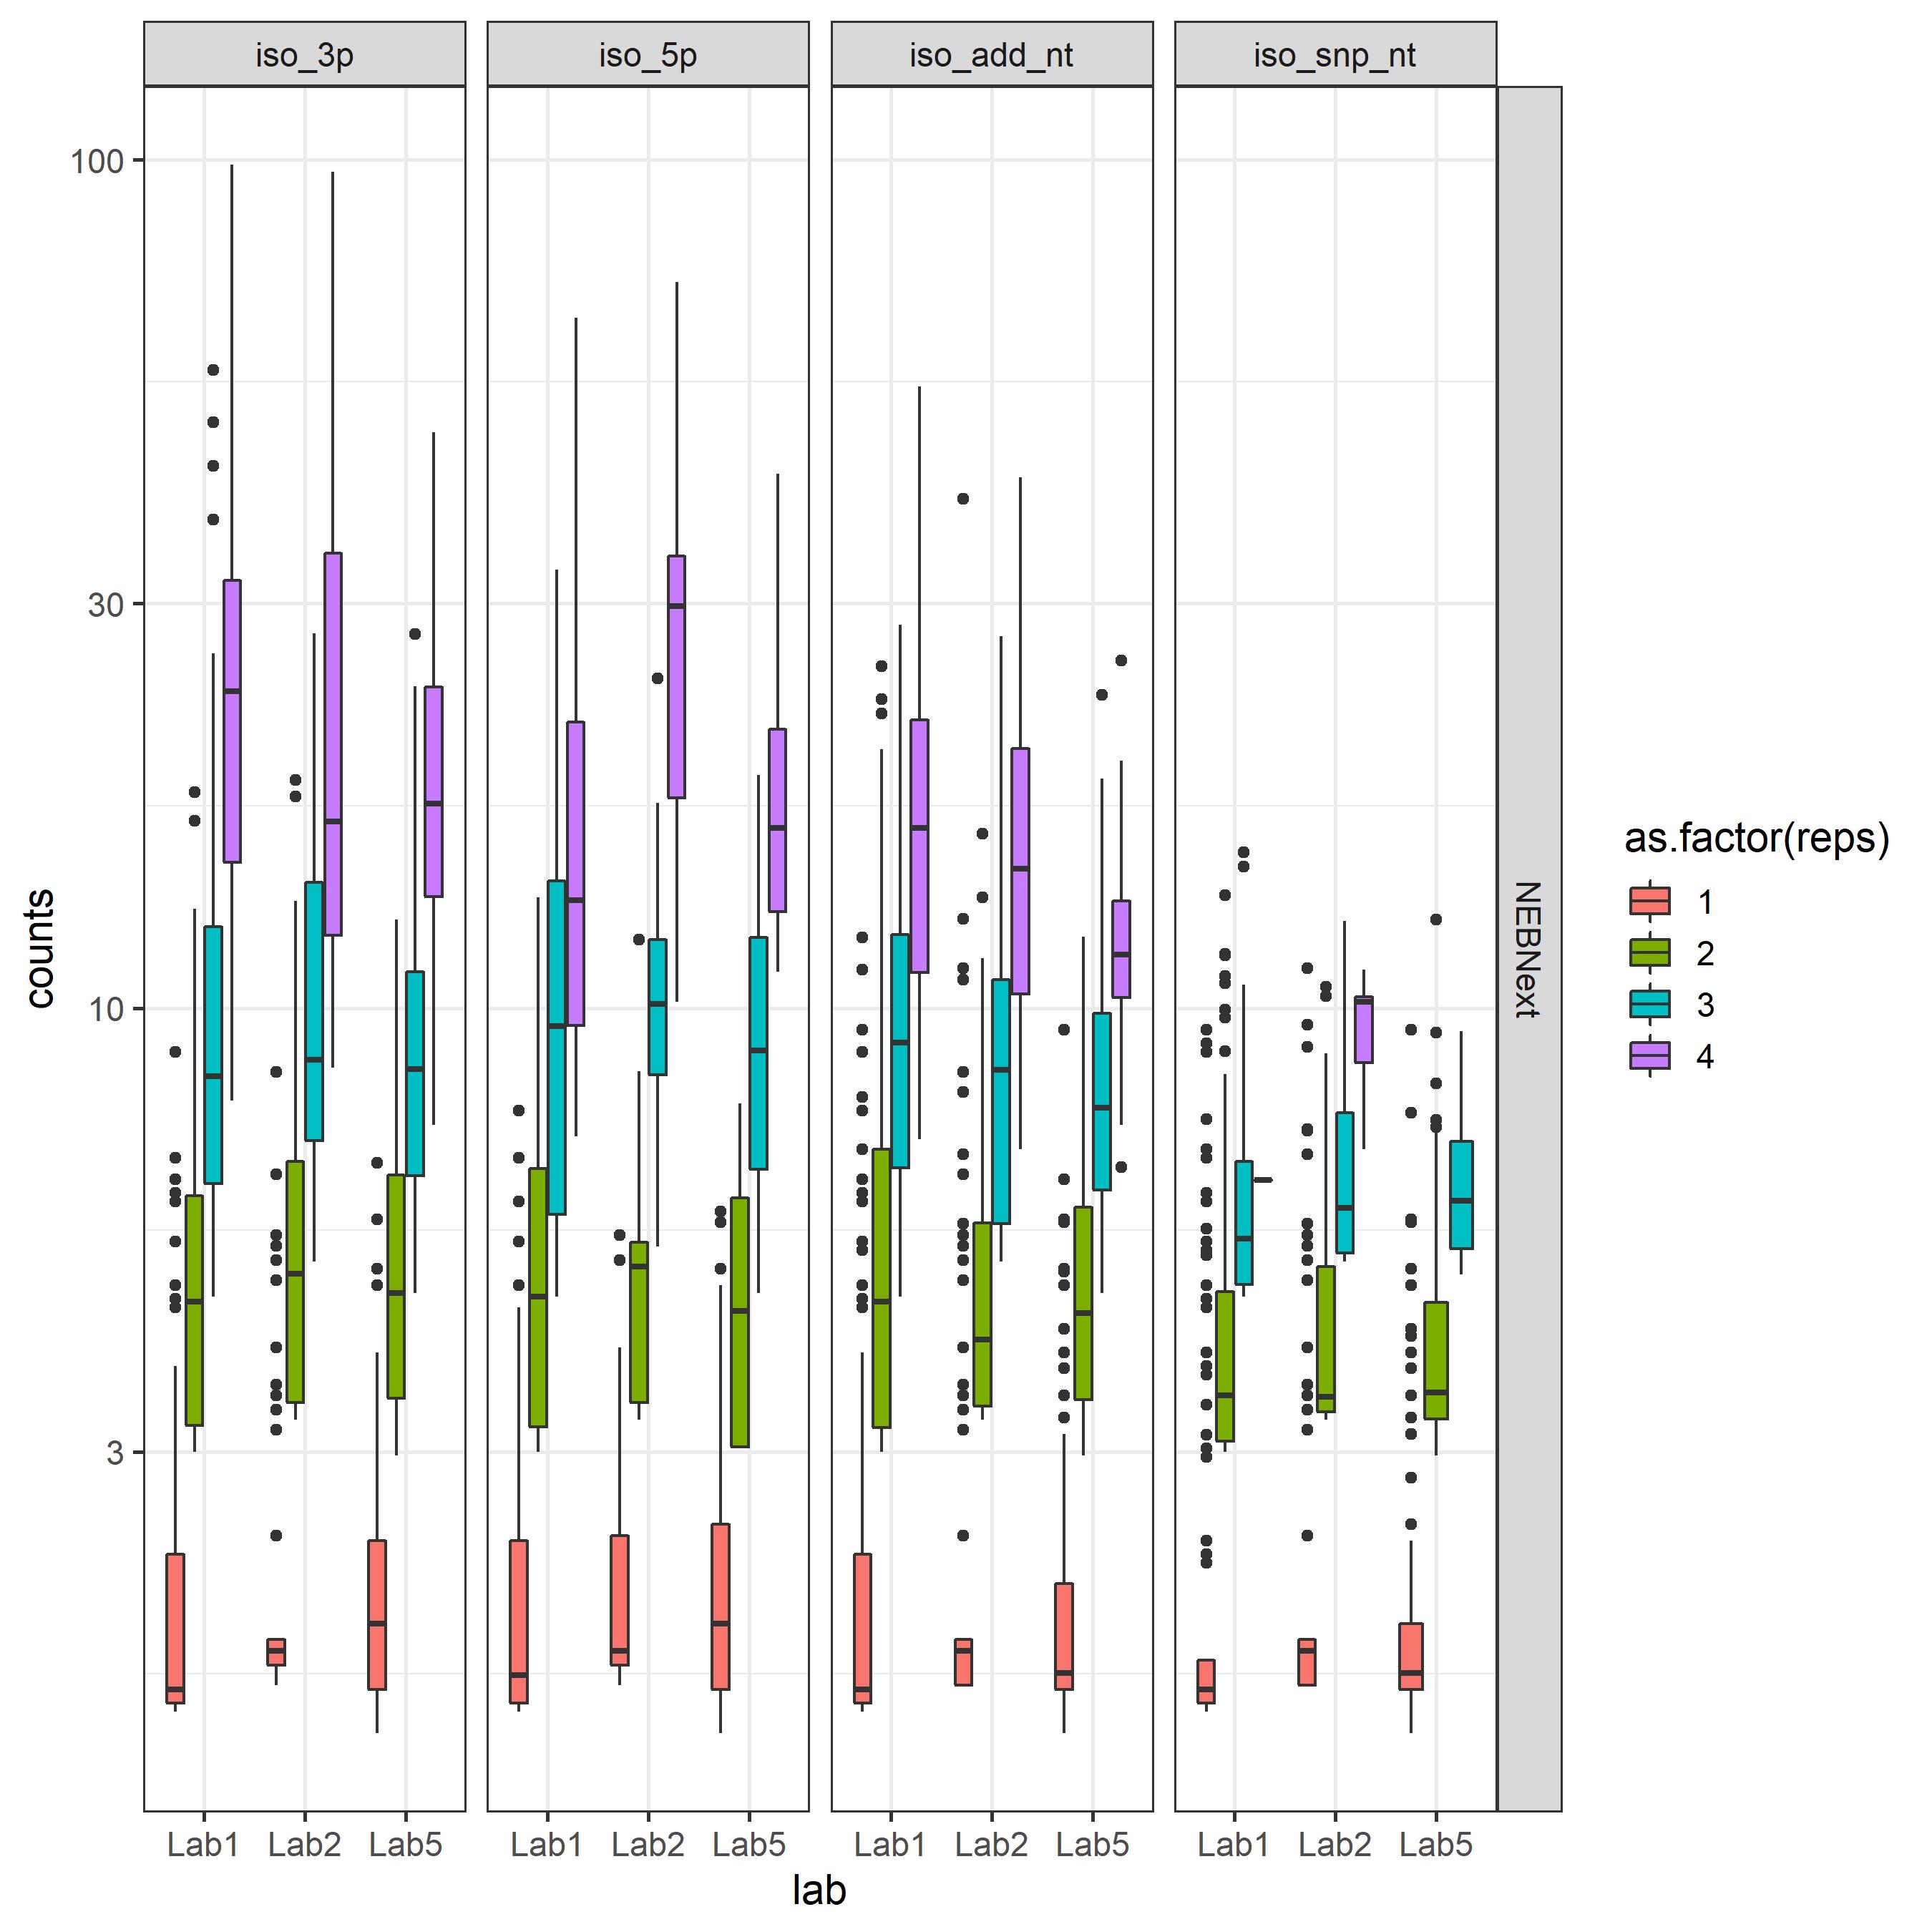 iso_3p iso_5p iso_add_nt iso_snp_nt
NEBNext
counts
100
30
10
3
Lab1 Lab2 Lab5 Lab1 Lab2 Lab5 Lab1 Lab2 Lab5 Lab1 Lab2 Lab5
lab
as.factor(reps)
1
2
3
4